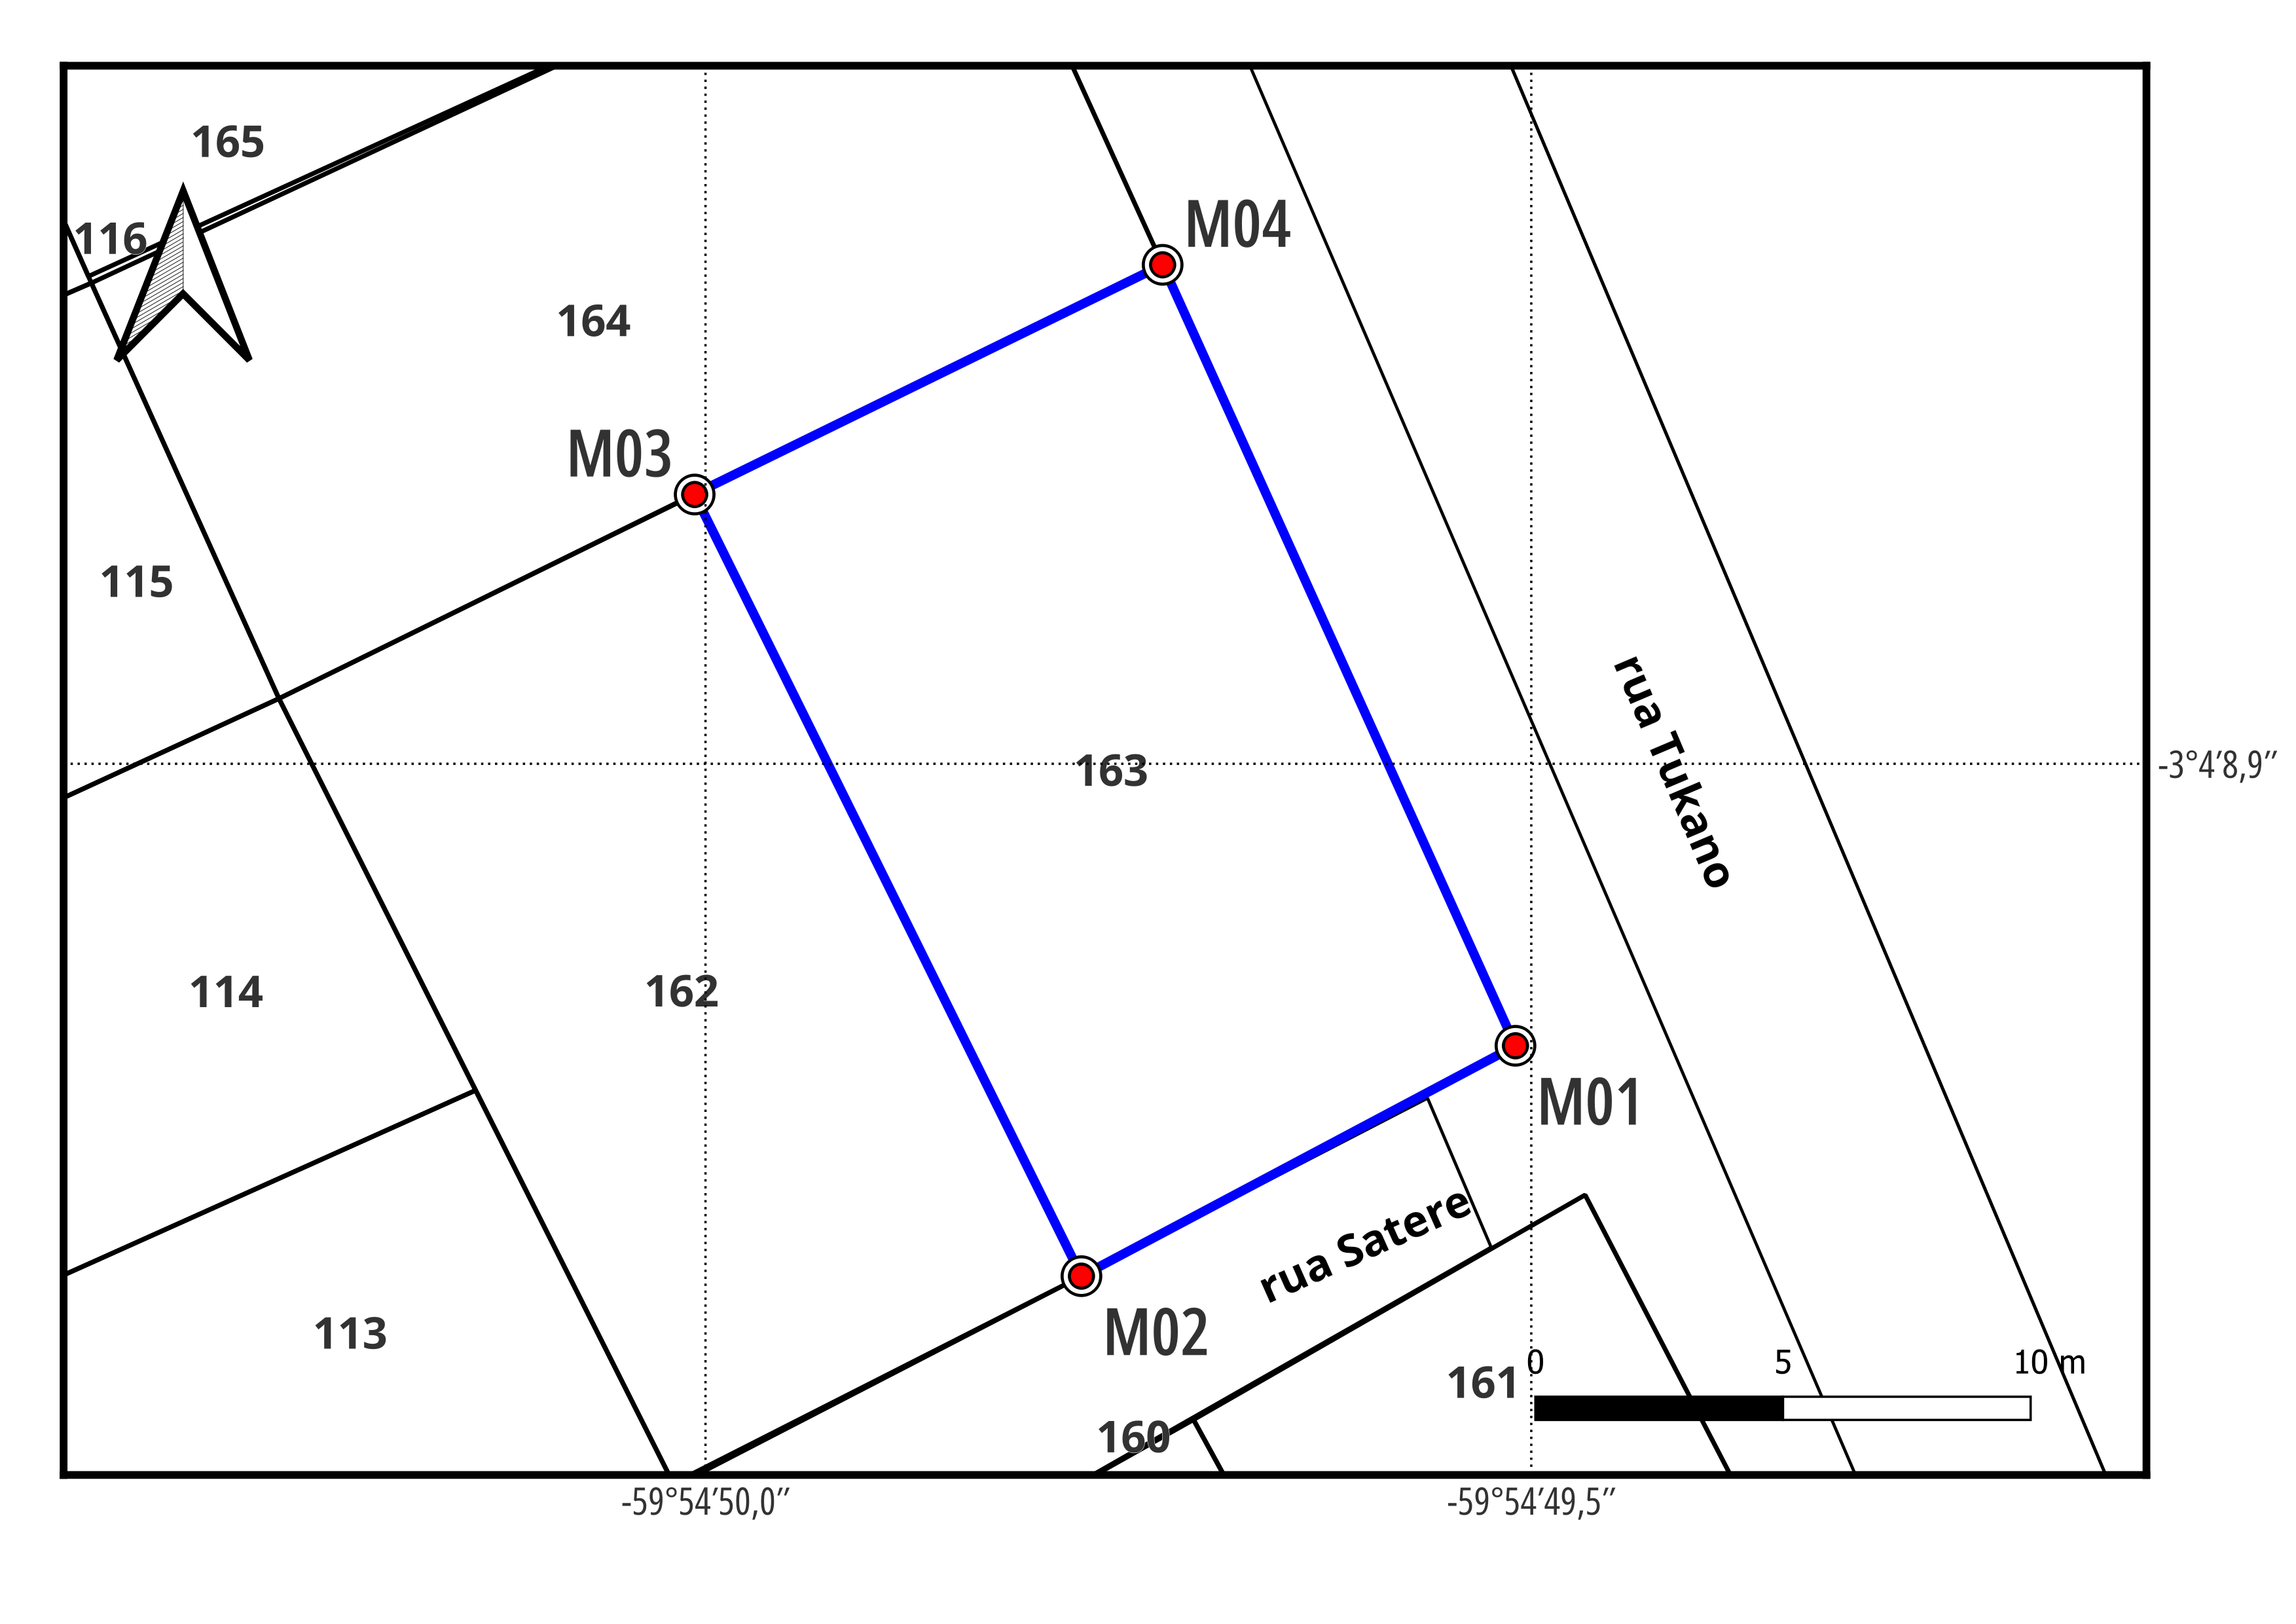 165
116
M04
164
M03
115
rua Tukano
163
-3°4′8,9″
114
162
M01
rua Satere
M02
113
0 5 10 m
161
160
-59°54′50,0″
-59°54′49,5″